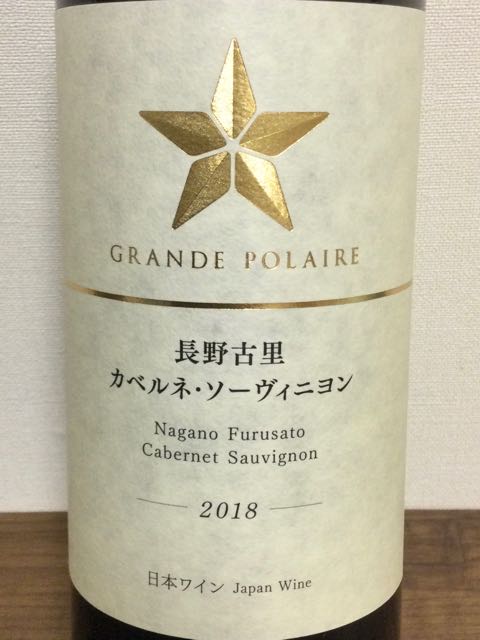 GRANDE POLAIRE
長野古里
カベルネ・ソーヴィニヨン
Nagano Furusato
Cabernet Sauvignon
2018
日本ワイン Japan Wine